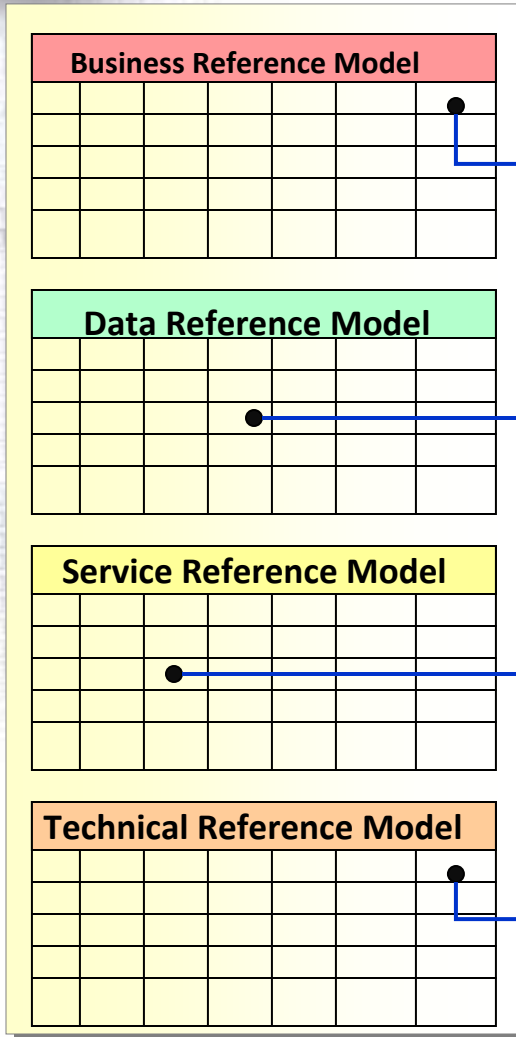 Business Reference Model
Data Reference Model
Service Reference Model
Technical Reference Model